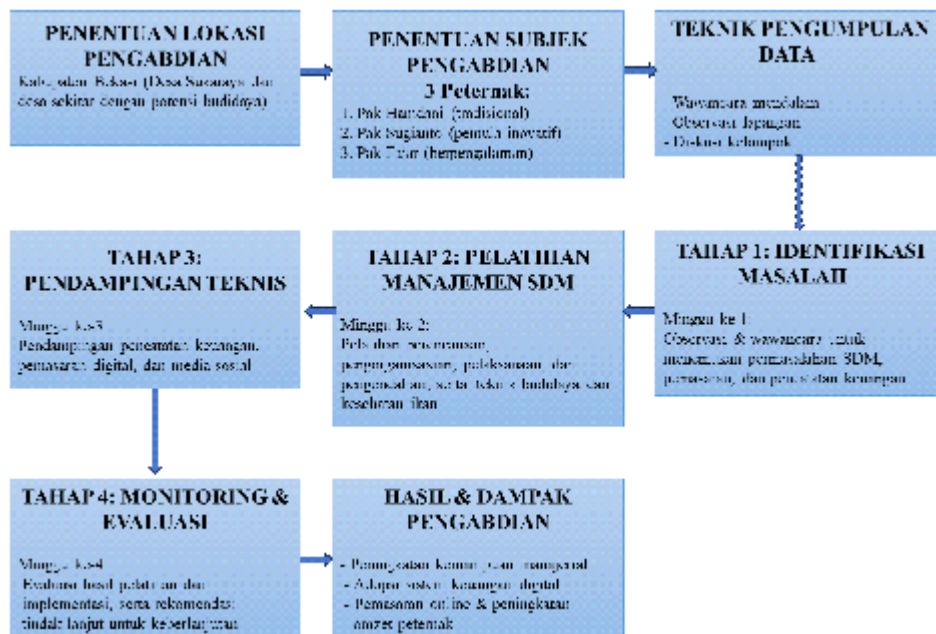 PENENTUAN LOKASI
PENGABDIAN
Kabupaten Bekasi (Desa Sukaraya dan
desa sekitar dengan potensi budidaya)
PENENTUAN SUBJEK
PENGABDIAN
3 Peternak:
1. Pak Hamdani (tradisional)
2. Pak Sugianto (pemula inovatif)
3. Pak (berpengalaman)
TEKNIK PENGUMPULAN
DATA
- Wawancara mendalam
- Observasi lapangan
- Diskusi kelompok
TAHAP 1: IDENTIFIKASI
MASALAH
Minggu ke-1:
Observasi & wawancara untuk
menemukan permasalahan SDM,
pemasaran, dan pencatatan keuangan
TAHAP 2: PELATIHAN
MANAJEMEN SDM
Minggu ke-2:
Pelatihan perencanaan,
pengorganisasian, pelaksanaan, dan
pengendalian, serta teknis budidaya dan
kesehatan ikan
TAHAP 3:
PENDAMPINGAN TEKNIS
Minggu ke-3
Pendampingan pencatatan keuangan,
pemasaran digital, dan media sosial
TAHAP 4: MONITORING &
EVALUASI
Minggu ke-4
Evaluasi hasil pelatihan dan
implementasi, serta rekomendasi
tindak lanjut untuk keberlanjutan
HASIL & DAMPAK
PENGABDIAN
- Peningkatan kemampuan manajerial
- Adopsi sistem keuangan digital
- Pemasaran online & peningkatan
omzet peternak